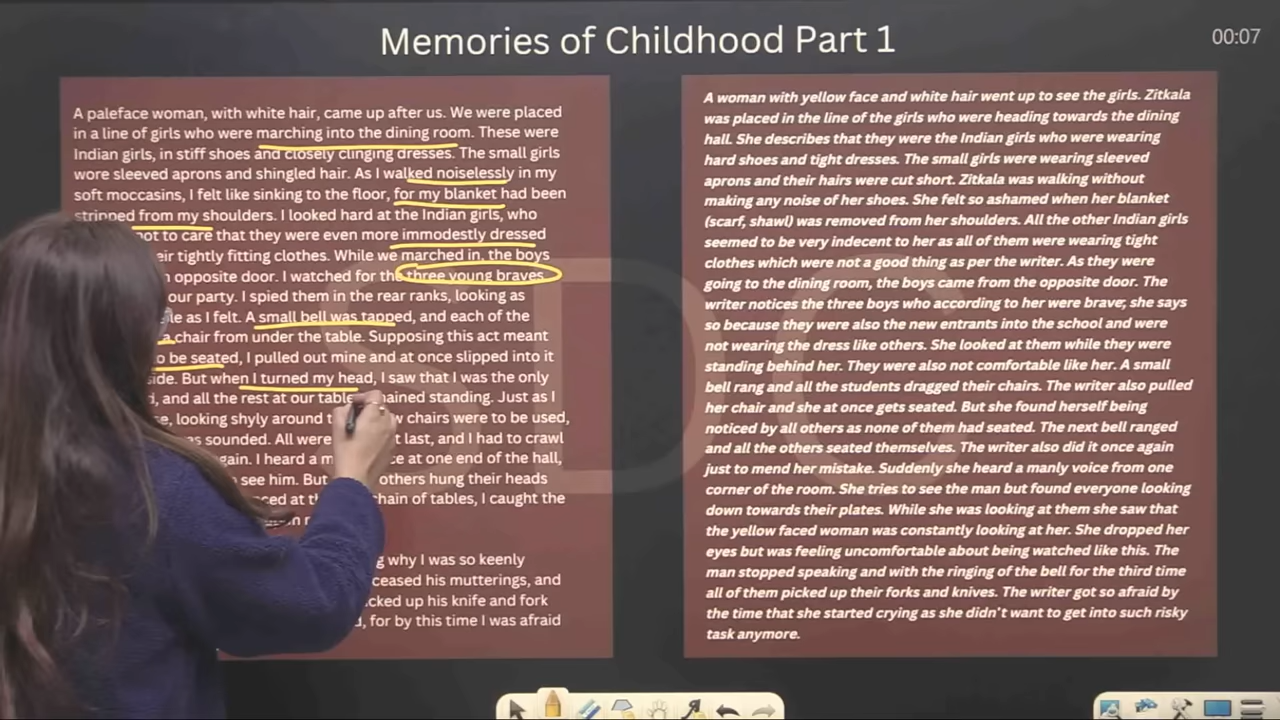 Memories of Childhood Part 1
00:07
A paleface woman, with white hair, came up after us. We were placed
in a line of girls who were marching into the dining room. These were
Indian girls, in stiff shoes and closely clinging dresses. The small girls
wore sleeved aprons and shingled hair. As I walked noiselessly in my
soft moccasins, I felt like sinking to the floor, for my blanket had been
stripped from my shoulders. I looked hard at the Indian girls, who
not to care that they were even more immodestly dressed
tightly fitting clothes. While we marched in, the boys
opposite door. I watched for the three young braves
our party. I spied them in the rear ranks, looking as
as I felt. A small bell was tapped, and each of the
a chair from under the table. Supposing this act meant
to be seated, I pulled out mine and at once slipped into it
But when I turned my head, I saw that I was the only
and all the rest at our table standing. Just as I
looking shyly around chairs were to be used,
sounded. All were last, and I had to crawl
I heard a at one end of the hall,
see him. But others hung their heads
at chain of tables, I caught the
why I was so keenly
ceased his mutterings, and
up his knife and fork
for by this time I was afraid
A woman with yellow face and white hair went up to see the girls. Zitkala
was placed in the line of the girls who were heading towards the dining
hall. She describes that they were the Indian girls who were wearing
hard shoes and tight dresses. The small girls were wearing sleeved
aprons and their hairs were cut short. Zitkala was walking without
making any noise of her shoes. She felt so ashamed when her blanket
(scarf, shawl) was removed from her shoulders. All the other Indian girls
seemed to be very indecent to her as all of them were wearing tight
clothes which were not a good thing as per the writer. As they were
going to the dining room, the boys came from the opposite door. The
writer notices the three boys who according to her were brave; she says
so because they were also the new entrants into the school and were
not wearing the dress like others. She looked at them while they were
standing behind her. They were also not comfortable like her. A small
bell rang and all the students dragged their chairs. The writer also pulled
her chair and she at once gets seated. But she found herself being
noticed by all others as none of them had seated. The next bell ranged
and all the others seated themselves. The writer also did it once again
just to mend her mistake. Suddenly she heard a manly voice from one
corner of the room. She tries to see the man but found everyone looking
down towards their plates. While she was looking at them she saw that
the yellow faced woman was constantly looking at her. She dropped her
eyes but was feeling uncomfortable about being watched like this. The
man stopped speaking and with the ringing of the bell for the third time
all of them picked up their forks and knives. The writer got so afraid by
the time that she started crying as she didn't want to get into such risky
task anymore.